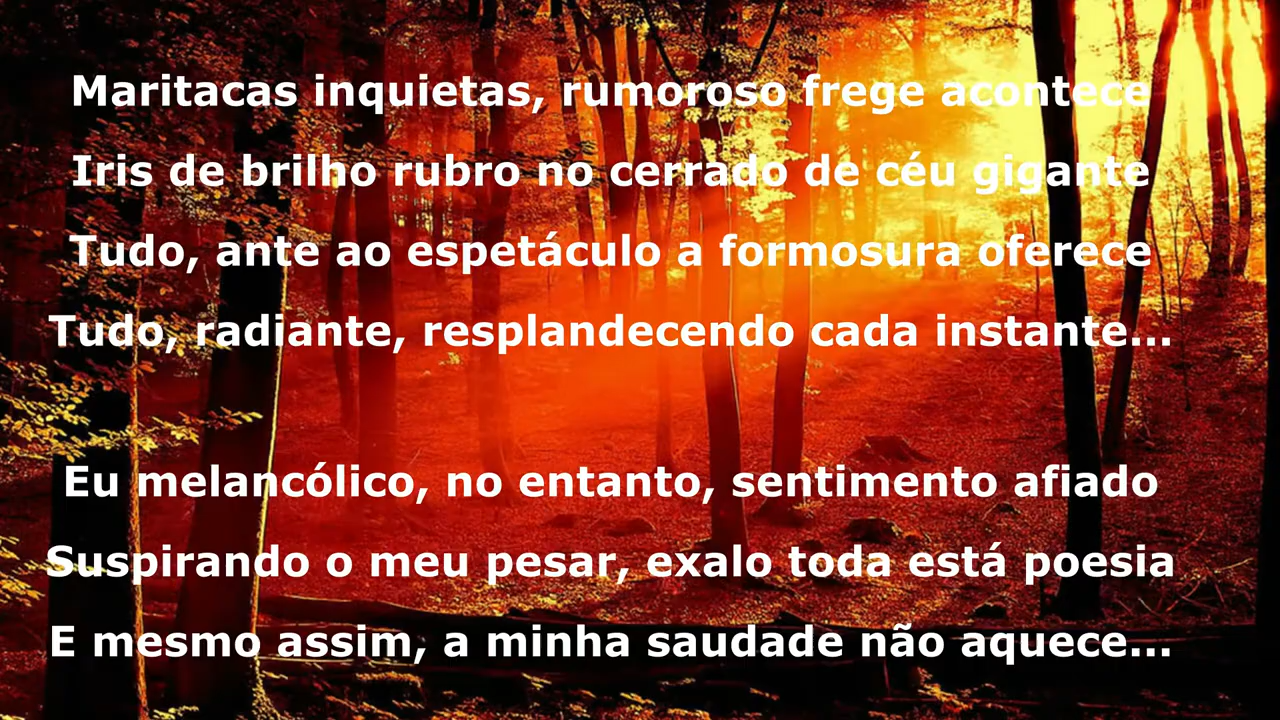 Maritacas inquietas, rumoroso frege acontece
Iris de brilho rubro no cerrado de céu gigante
Tudo, ante ao espetáculo a formosura oferece
Tudo, radiante, resplandecendo cada instante...
Eu melancólico, no entanto, sentimento afiado
Suspirando o meu pesar, exalo toda está poesia
E mesmo assim, a minha saudade não aquece...